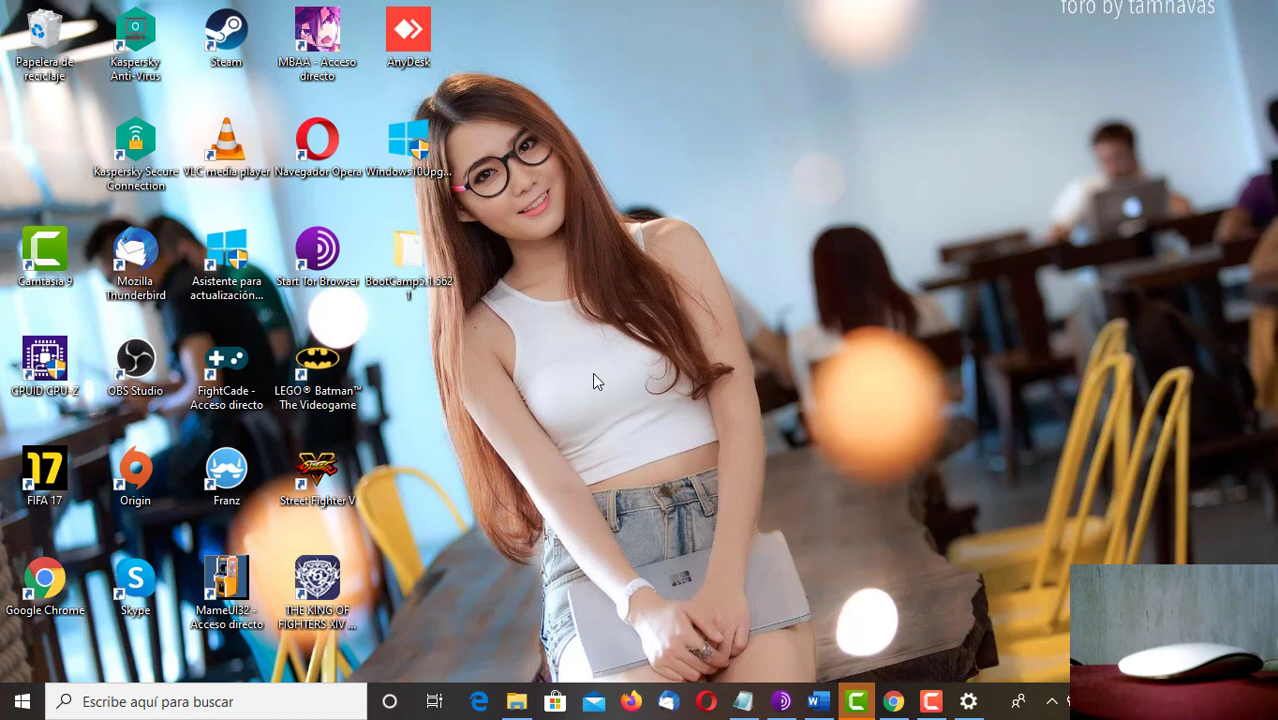 foro by tamnavas
Papelera de
reciclaje
Kaspersky
Anti-Virus
Steam
MBAA - Acceso
directo
AnyDesk
Kaspersky Secure
Connection
VLC media player
Navegador Opera
Windows10Upg...
Camtasia 9
Mozilla
Thunderbird
Asistente para
actualización...
Start Tor Browser
BootCamp5.1.562
1
CPUID CPU-Z
OBS Studio
FightCade -
Acceso directo
LEGO® Batman™
The Videogame
17
FIFA 17
Origin
Franz
Street Fighter V
Google Chrome
Skype
MameUI32 -
Acceso directo
THE KING OF
FIGHTERS XIV ...
Escribe aquí para buscar